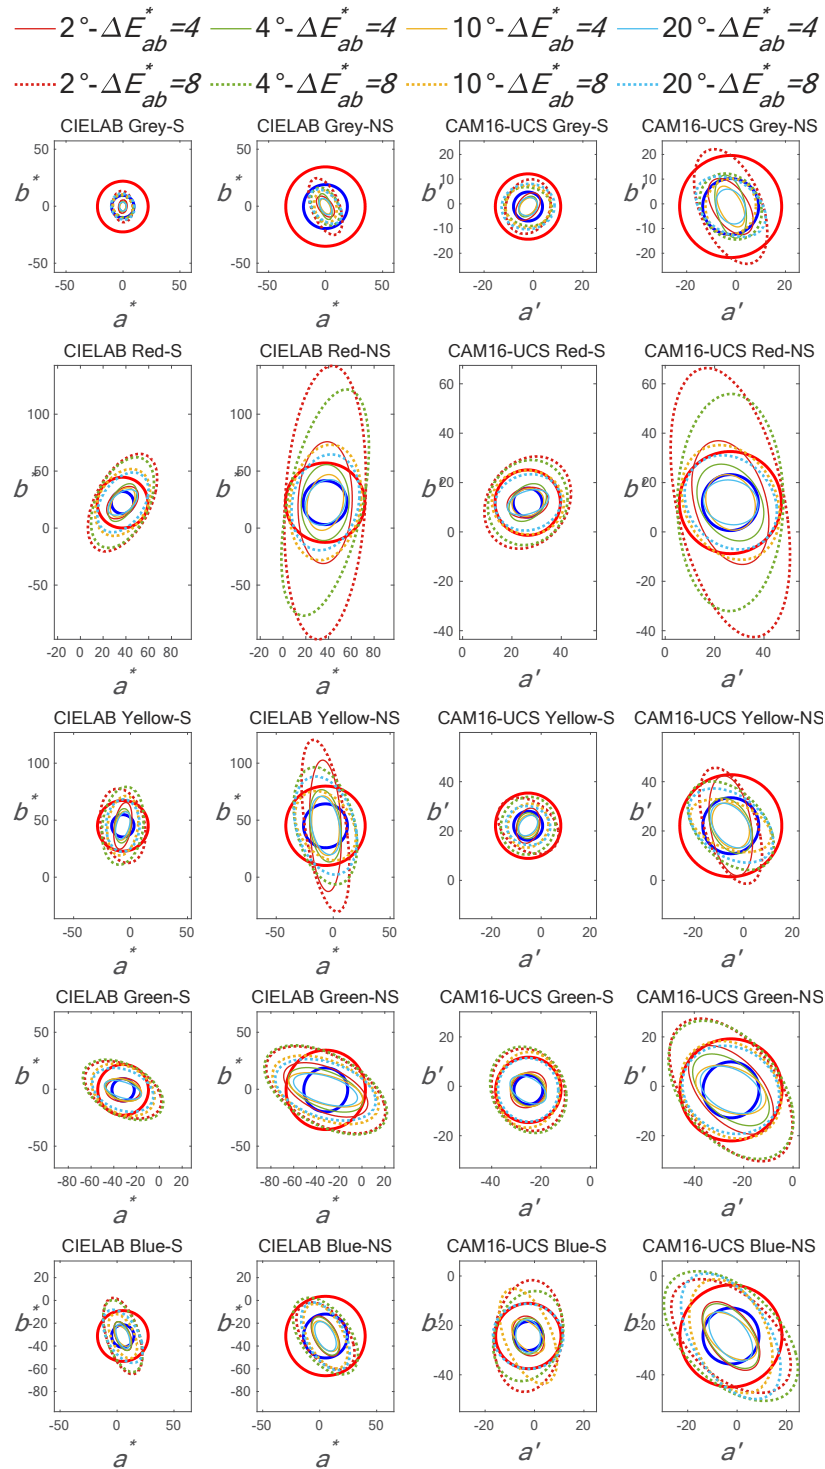 2°-ΔE*ab=4 4°-ΔE*ab=4 10°-ΔE*ab=4 20°-ΔE*ab=4
2°-ΔE*ab=8 4°-ΔE*ab=8 10°-ΔE*ab=8 20°-ΔE*ab=8
CIELAB Grey-S CIELAB Grey-NS CAM16-UCS Grey-S CAM16-UCS Grey-NS
50 50 20 20
10 10
b* 0 b* 0 b' 0 b' 0
-10 -10
-50 -50 -20 -20
-50 0 50 -50 0 50 -20 0 20 -20 0 20
a* a* a' a'
CIELAB Red-S CIELAB Red-NS CAM16-UCS Red-S CAM16-UCS Red-NS
100 100 60 60
40 40
50 50 20 20
b* b* b' b'
0 0 0 0
-50 -50 -20 -20
-40 -40
-20 0 20 40 60 80 -20 0 20 40 60 80 0 20 40 0 20 40
a* a* a' a'
CIELAB Yellow-S CIELAB Yellow-NS CAM16-UCS Yellow-S CAM16-UCS Yellow-NS
100 100 40 40
b* 50 b* 50 b' 20 b' 20
0 0 0 0
-50 0 50 -50 0 50 -20 0 20 -20 0 20
a* a* a' a'
CIELAB Green-S CIELAB Green-NS CAM16-UCS Green-S CAM16-UCS Green-NS
50 50 20 20
b* 0 b* 0 b' 0 b' 0
-50 -50 -20 -20
-80 -60 -40 -20 0 20 -80 -60 -40 -20 0 20 -40 -20 0 -40 -20 0
a* a* a' a'
CIELAB Blue-S CIELAB Blue-NS CAM16-UCS Blue-S CAM16-UCS Blue-NS
20 20 0 0
0 0
b* -20 b* -20 b' -20 b' -20
-40 -40
-60 -60 -40 -40
-80 -80
-50 0 50 -50 0 50 -20 0 20 -20 0 20
a* a* a' a'